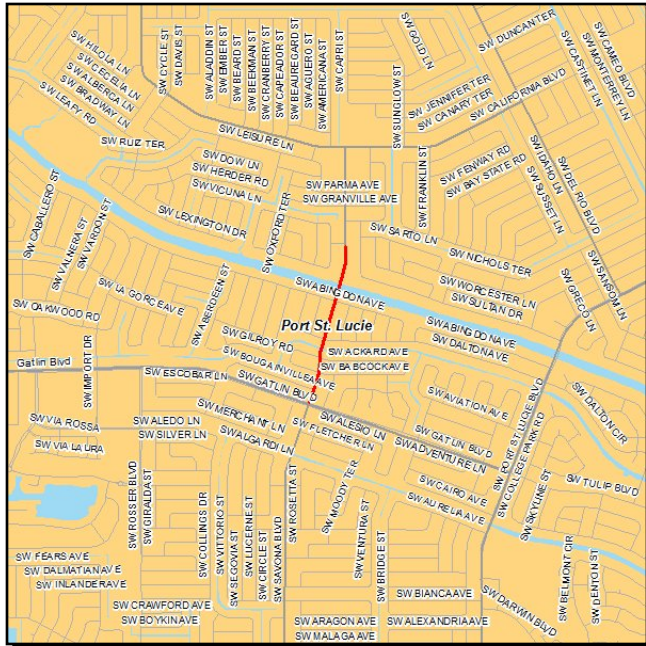 SW HILOLA LN
SW CECELIA LN
SW ALBERCA LN
SW BRADWAY LN
SW LEAFY RD
SW RUIZ TER
SW CYCLE ST
SW DAVIS ST
SW ALADDIN ST
SW EMBER ST
SW BEARD ST
SW BEEKMAN ST
SW CRANBERRY ST
SW CAPEADOR ST
SW BEAUREGARD ST
SW AGUERO ST
SW AMERICANA ST
SW CAPRI ST
SW GOLD LN
SW SUNGLOW ST
SW DUNCAN TER
SW CAMEO BLVD
SW MONTERREY LN
SW CASTINET LN
SW JENNIFER TER
SW CANARY TER
SW CALIFORNIA BLVD
SW LEISURE LN
SW DOW LN
SW HERDER RD
SW VICUNA LN
SW OXFORD TER
SW PARMA AVE
SW GRANVILLE AVE
SW FRANKLIN ST
SW FENWAY RD
SW BAY STATE RD
SW IDAHO LN
SW SUSSET LN
SW DEL RIO BLVD
SW CABALLERO ST
SW VALNERA ST
SW VARDON ST
SW LEXINGTON DR
SW SARTO LN
SW NICHOLS TER
SW WORCESTER LN
SW SULTAN DR
SW GRECO LN
SW SANSOM LN
SW OAKWOOD RD
SW LA GORCE AVE
SW ABERDEEN ST
SW ABINGDON AVE
SW ABINGDON AVE
SW DALTON AVE
Port St. Lucie
SW GILROY RD
SW BOUGAINVILLEA AVE
SW ACKARD AVE
SW BABCOCK AVE
Gatlin Blvd
SW IMPORT DR
SW ESCOBAR LN
SW GATLIN BLVD
SW AVIATION AVE
SW DALTON CIR
SW PORT ST LUCIE BLVD
SW COLLEGE PARK RD
SW VIA ROSSA
SW VIA LAURA
SW ALEDO LN
SW SILVER LN
SW MERCHANT LN
SW ALGARDI LN
SW FLETCHER LN
SW ALESIO LN
SW GATLIN BLVD
SW ADVENTURE LN
SW CAIRO AVE
SW AURELIA AVE
SW SKYLINE ST
SW TULIP BLVD
SW ROSSER BLVD
SW GIRALDA ST
SW COLLINGS DR
SW VITTORIO ST
SW SEGOVIA ST
SW LUCERNE ST
SW CIRCLE ST
SW SAVONA BLVD
SW ROSETTA ST
SW MOODY TER
SW VENTURA ST
SW BRIDGE ST
SW BELMONT CIR
SW DENTON ST
SW FEARS AVE
SW DALMATIAN AVE
SW INLANDER AVE
SW CRAWFORD AVE
SW BOYKIN AVE
SW BIANCA AVE
SW ARAGON AVE
SW ALEXANDRIA AVE
SW MALAGA AVE
SW DARWIN BLVD